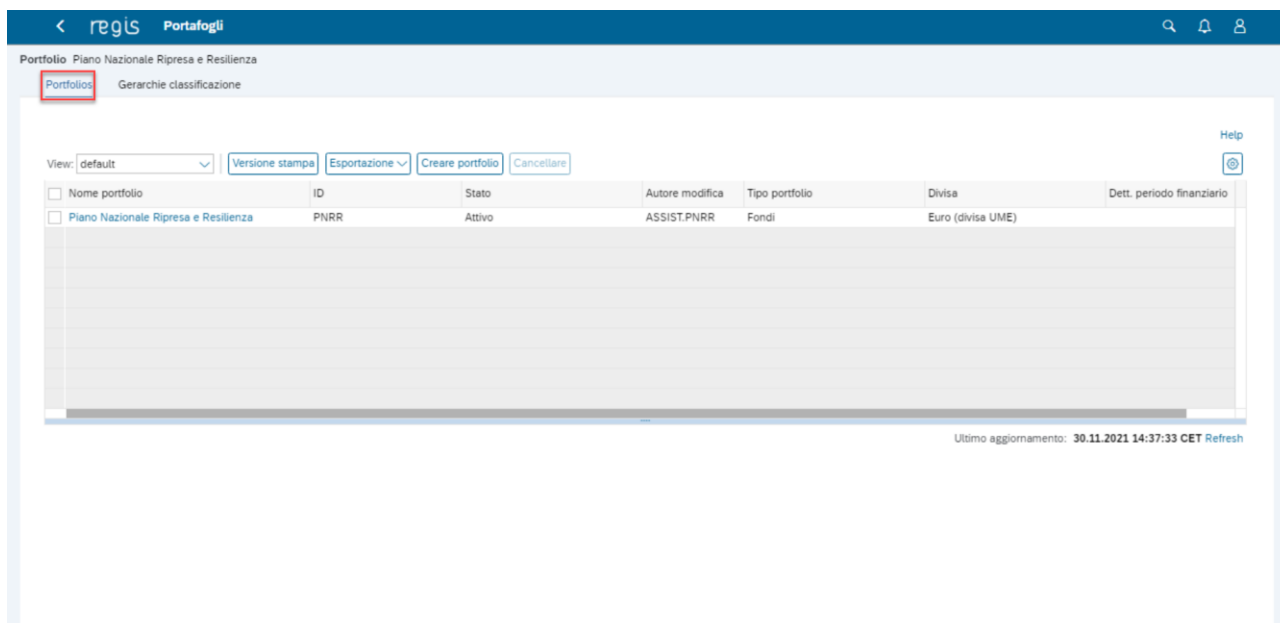 regis Portafogli
Portfolio Piano Nazionale Ripresa e Resilienza
Portfolios Gerarchie classificazione
Help
View: default Versione stampa Esportazione Creare portfolio Cancellare
Nome portfolio ID Stato Autore modifica Tipo portfolio Divisa Dett. periodo finanziario
Piano Nazionale Ripresa e Resilienza PNRR Attivo ASSIST.PNRR Fondi Euro (divisa UME)
Ultimo aggiornamento: 30.11.2021 14:37:33 CET Refresh